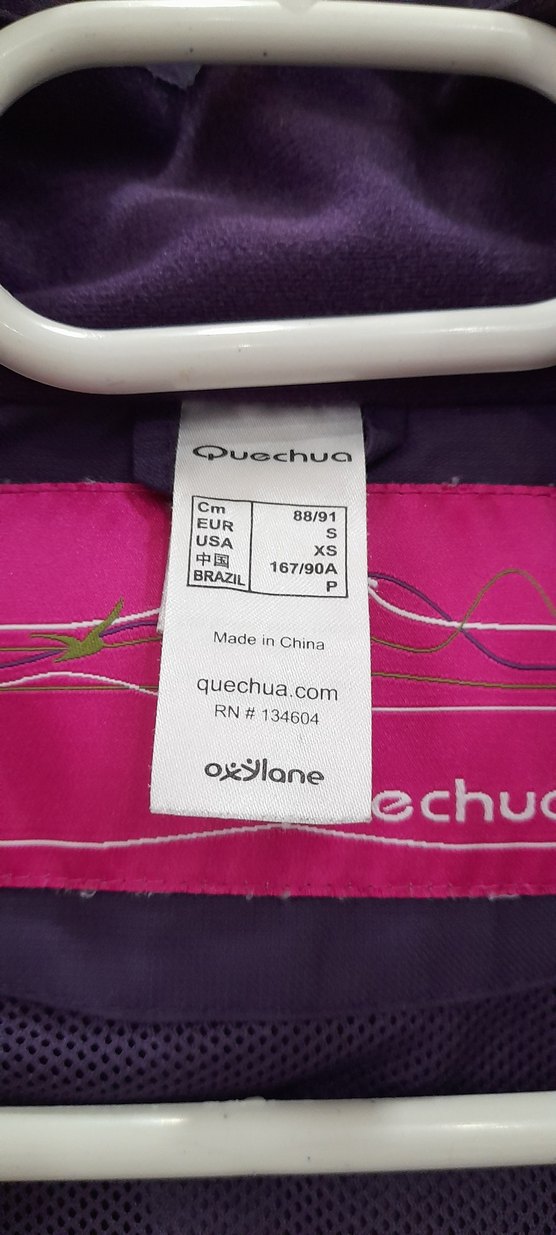 Quechua
Cm 88/91
EUR S
USA XS
中国 167/90A
BRAZIL P
Made in China
quechua.com
RN # 134604
oxylane
echua